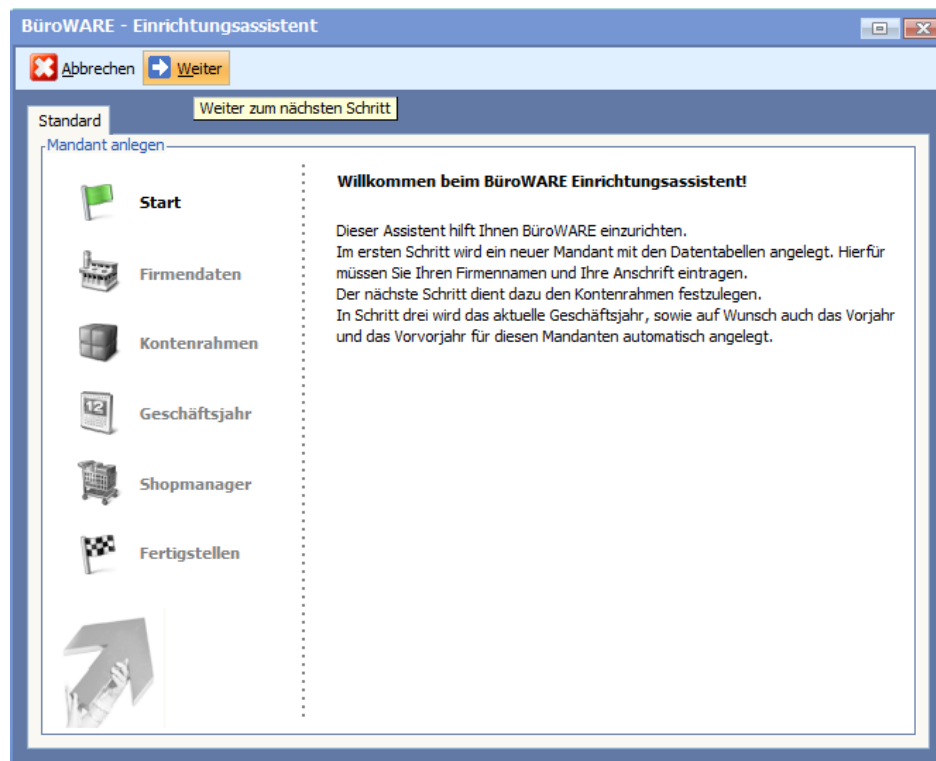 BüroWARE - Einrichtungsassistent
Abbrechen Weiter
Weiter zum nächsten Schritt
Standard
Mandant anlegen
Start
Firmendaten
Kontenrahmen
12
Geschäftsjahr
Shopmanager
Fertigstellen
Willkommen beim BüroWARE Einrichtungsassistent!
Dieser Assistent hilft Ihnen BüroWARE einzurichten.
Im ersten Schritt wird ein neuer Mandant mit den Datentabellen angelegt. Hierfür
müssen Sie Ihren Firmennamen und Ihre Anschrift eintragen.
Der nächste Schritt dient dazu den Kontenrahmen festzulegen.
In Schritt drei wird das aktuelle Geschäftsjahr, sowie auf Wunsch auch das Vorjahr
und das Vorvorjahr für diesen Mandanten automatisch angelegt.